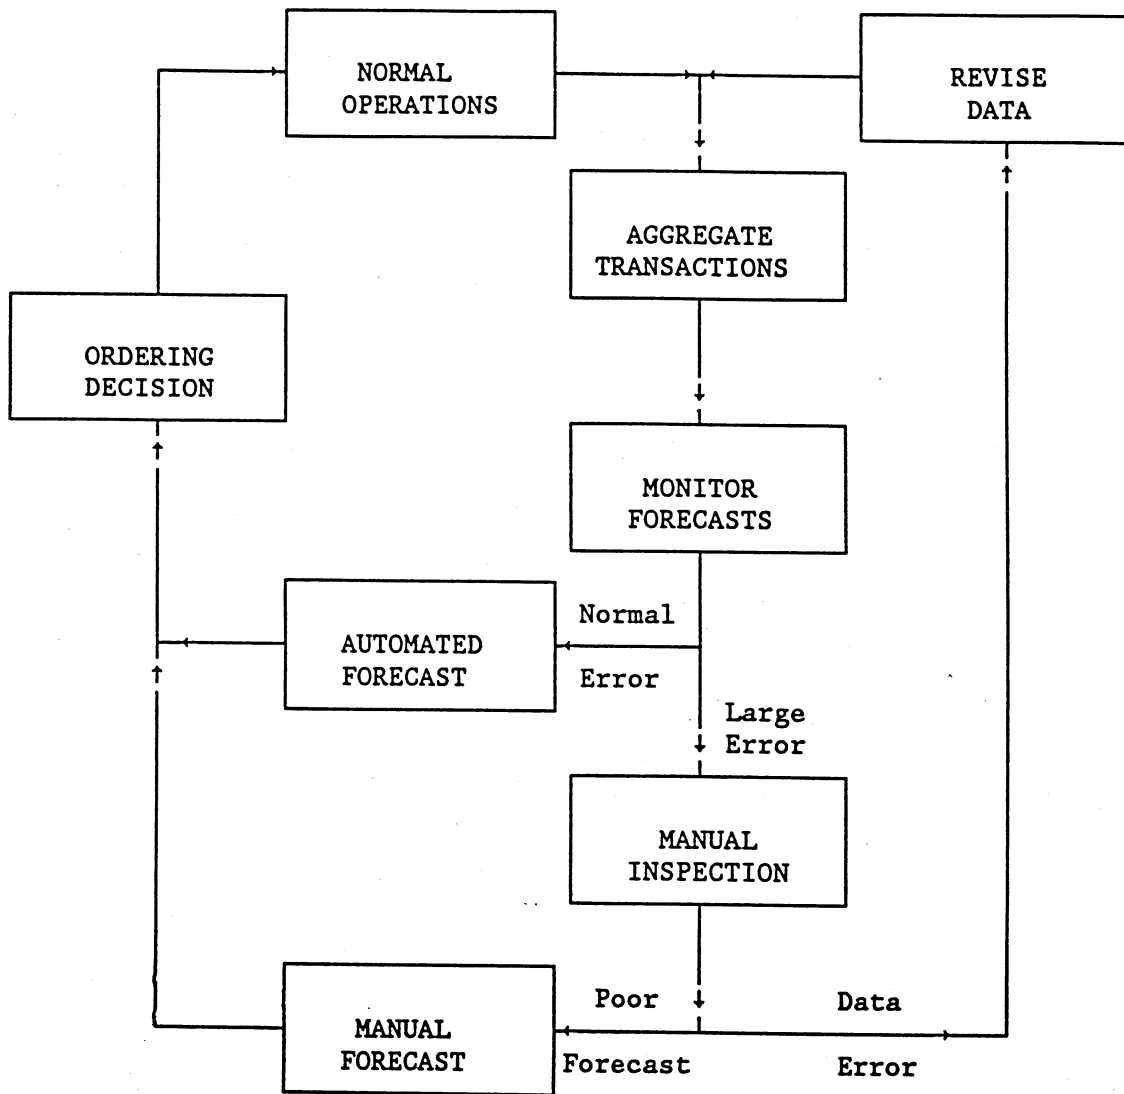 NORMAL
OPERATIONS
REVISE
DATA
AGGREGATE
TRANSACTIONS
ORDERING
DECISION
MONITOR
FORECASTS
Normal
Error
AUTOMATED
FORECAST
Large
Error
MANUAL
INSPECTION
Poor
Forecast
Data
Error
MANUAL
FORECAST